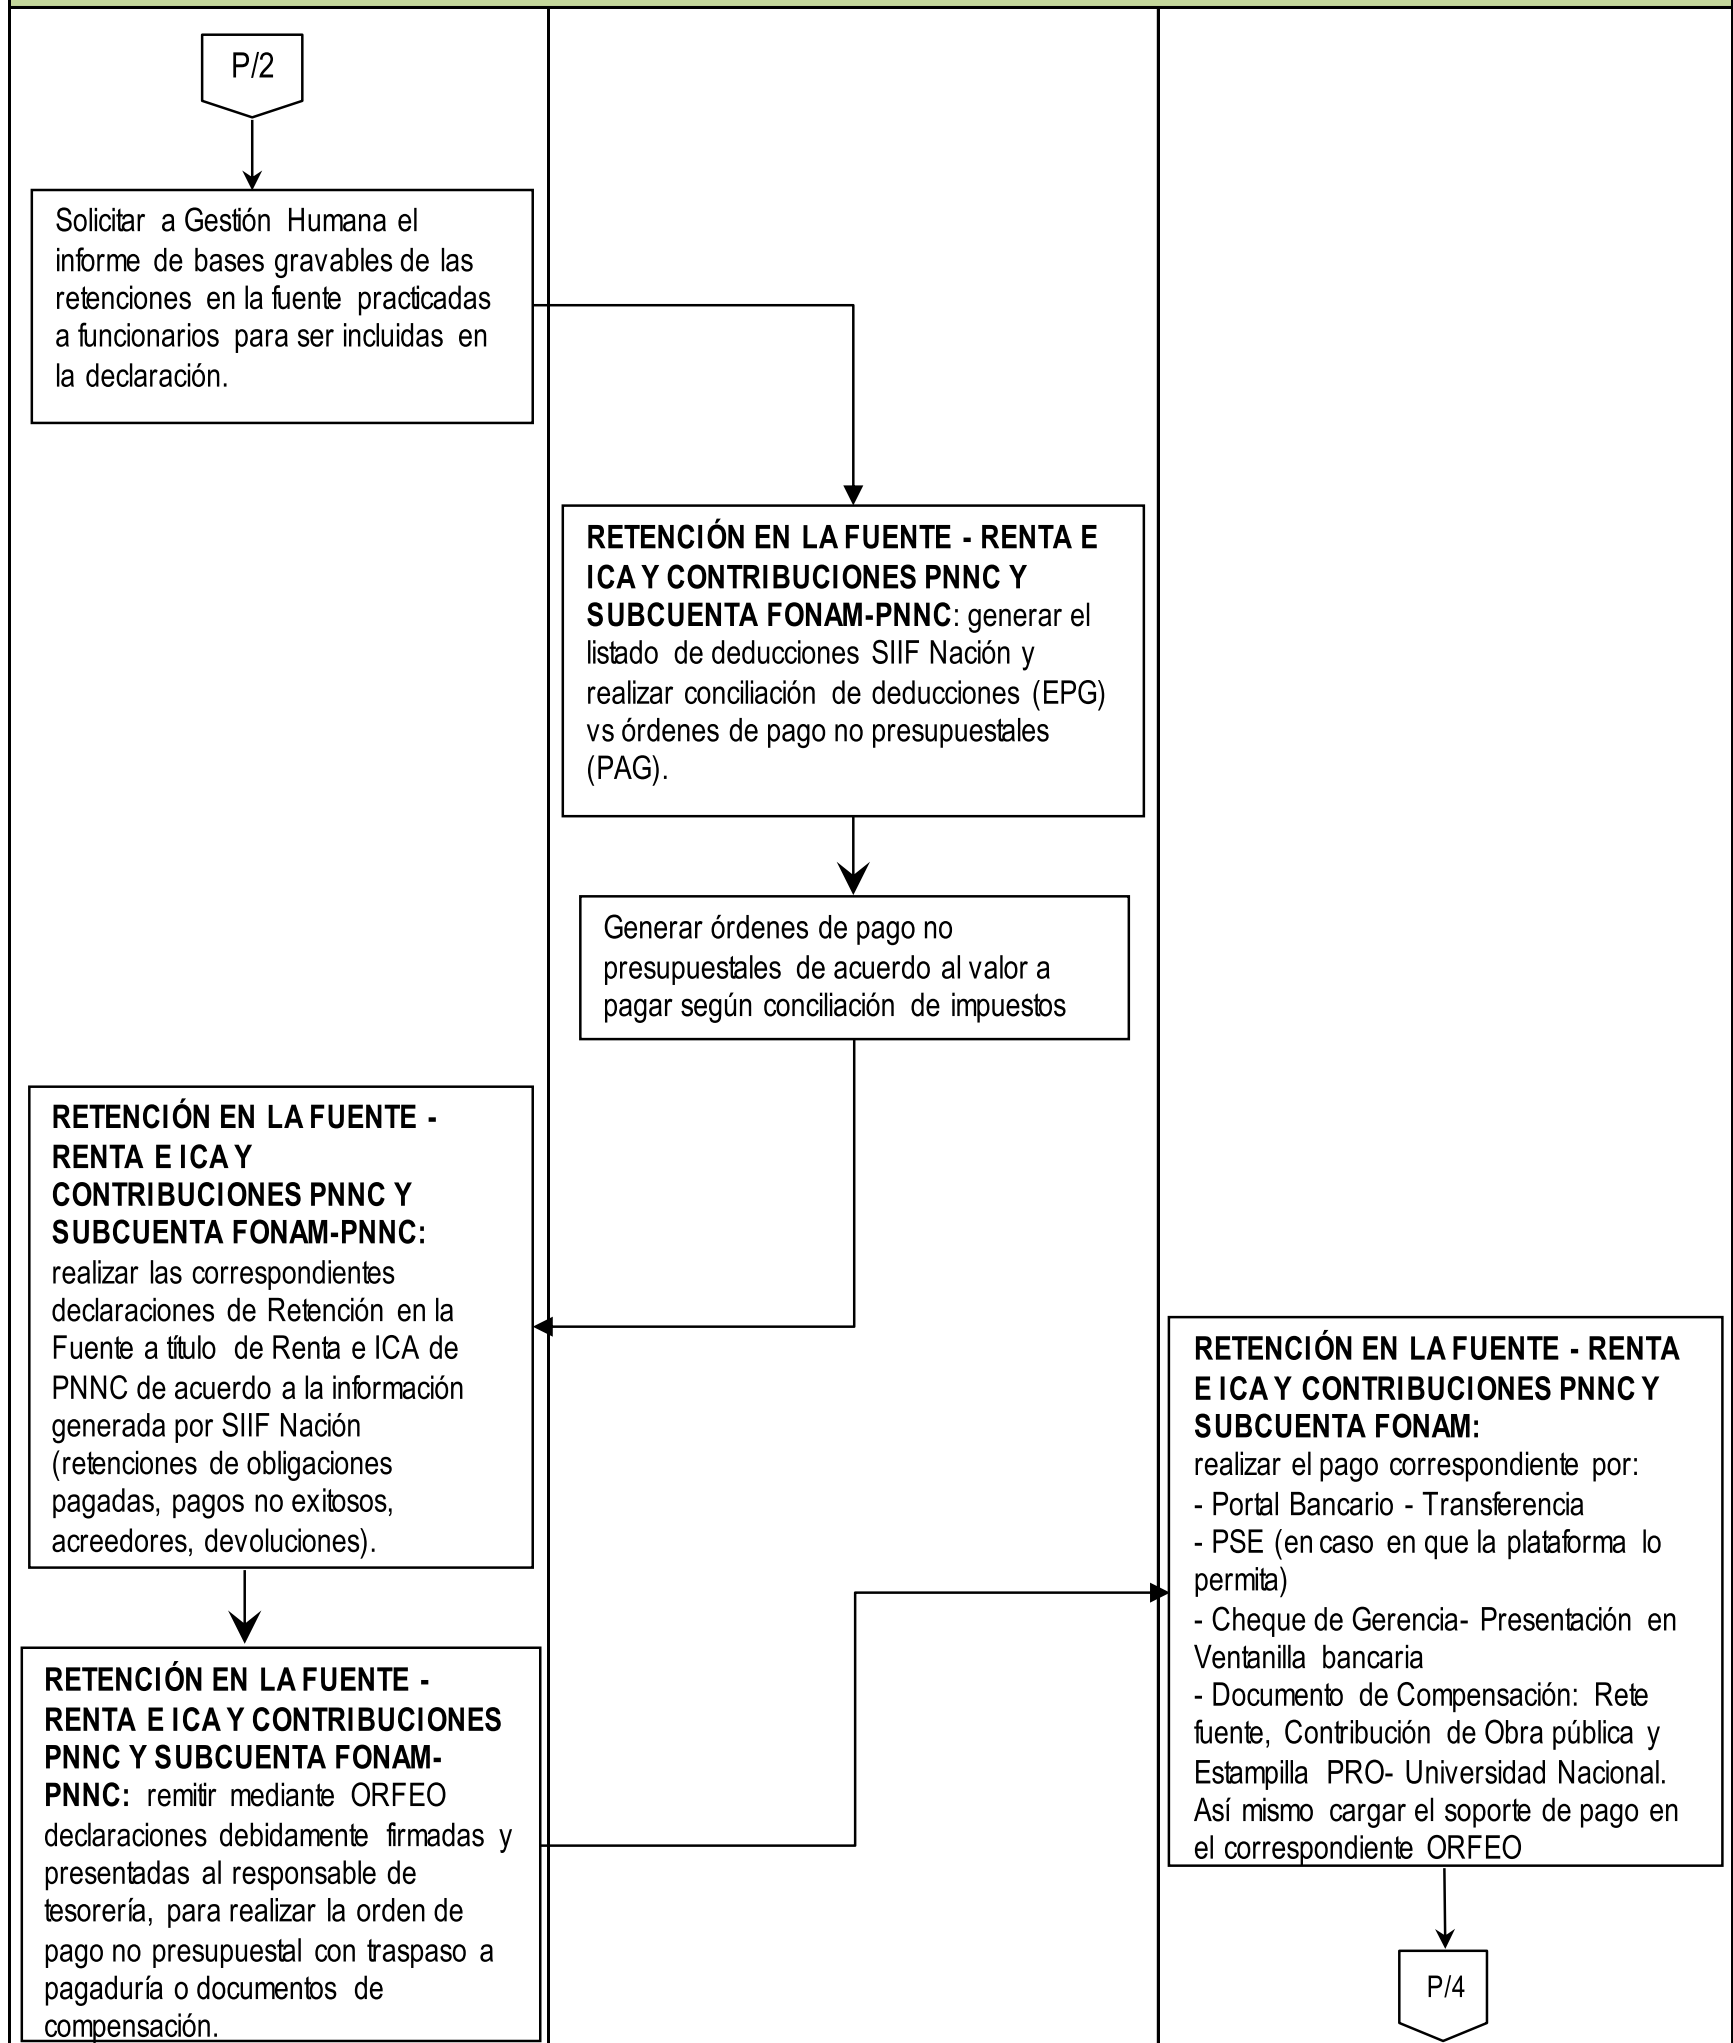 P/2
Solicitar a Gestión Humana el
informe de bases gravables de las
retenciones en la fuente practicadas
a funcionarios para ser incluidas en
la declaración.
RETENCIÓN EN LA FUENTE - RENTA E
ICA Y CONTRIBUCIONES PNNC Y
SUBCUENTA FONAM-PNNC: generar el
listado de deducciones SIIF Nación y
realizar conciliación de deducciones (EPG)
vs órdenes de pago no presupuestales
(PAG).
Generar órdenes de pago no
presupuestales de acuerdo al valor a
pagar según conciliación de impuestos
RETENCIÓN EN LA FUENTE -
RENTA E ICA Y
CONTRIBUCIONES PNNC Y
SUBCUENTA FONAM-PNNC:
realizar las correspondientes
declaraciones de Retención en la
Fuente a título de Renta e ICA de
PNNC de acuerdo a la información
generada por SIIF Nación
(retenciones de obligaciones
pagadas, pagos no exitosos,
acreedores, devoluciones).
RETENCIÓN EN LA FUENTE -
RENTA E ICA Y CONTRIBUCIONES
PNNC Y SUBCUENTA FONAM-
PNNC: remitir mediante ORFEO
declaraciones debidamente firmadas y
presentadas al responsable de
tesorería, para realizar la orden de
pago no presupuestal con traspaso a
pagaduría o documentos de
compensación.
RETENCIÓN EN LA FUENTE - RENTA
E ICA Y CONTRIBUCIONES PNNC Y
SUBCUENTA FONAM:
realizar el pago correspondiente por:
- Portal Bancario - Transferencia
- PSE (en caso en que la plataforma lo
permita)
- Cheque de Gerencia- Presentación en
Ventanilla bancaria
- Documento de Compensación: Rete
fuente, Contribución de Obra pública y
Estampilla PRO- Universidad Nacional.
Así mismo cargar el soporte de pago en
el correspondiente ORFEO
P/4